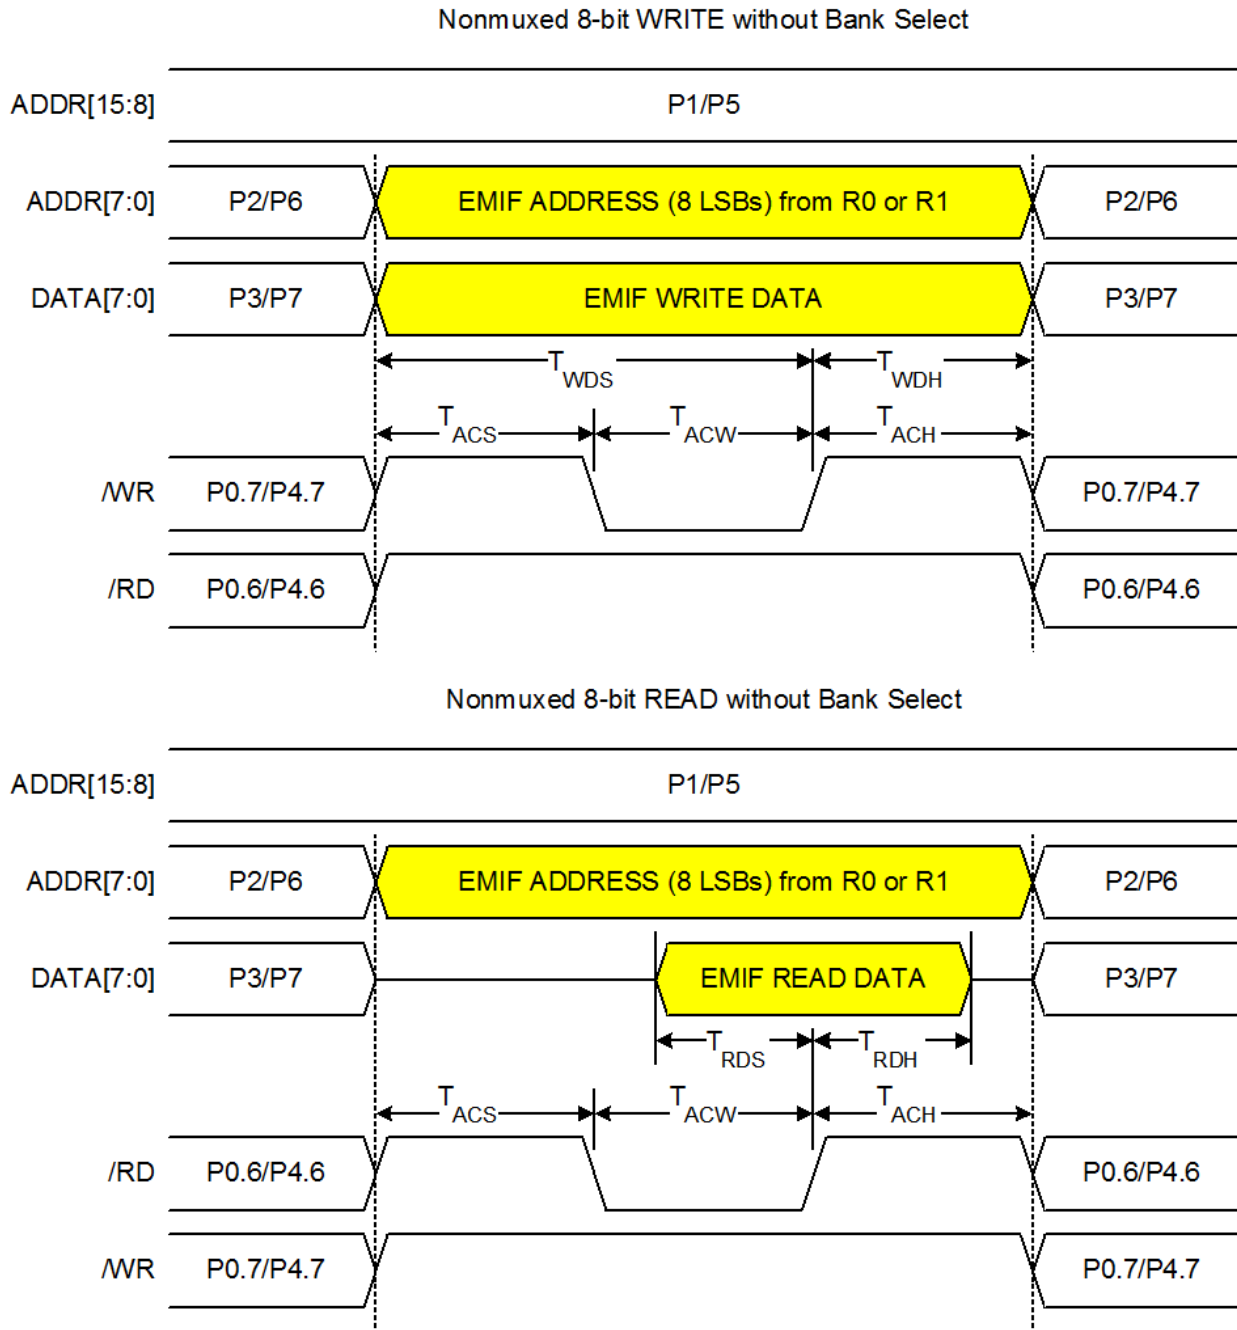 Nonmuxed 8-bit WRITE without Bank Select
ADDR[15:8] P1/P5
ADDR[7:0] P2/P6 EMIF ADDRESS (8 LSBs) from R0 or R1 P2/P6
DATA[7:0] P3/P7 EMIF WRITE DATA P3/P7
TWDS TWDH
TACS TACW TACH
/WR P0.7/P4.7 P0.7/P4.7
/RD P0.6/P4.6 P0.6/P4.6
Nonmuxed 8-bit READ without Bank Select
ADDR[15:8] P1/P5
ADDR[7:0] P2/P6 EMIF ADDRESS (8 LSBs) from R0 or R1 P2/P6
DATA[7:0] P3/P7 EMIF READ DATA P3/P7
TRDS TRDH
TACS TACW TACH
/RD P0.6/P4.6 P0.6/P4.6
/WR P0.7/P4.7 P0.7/P4.7